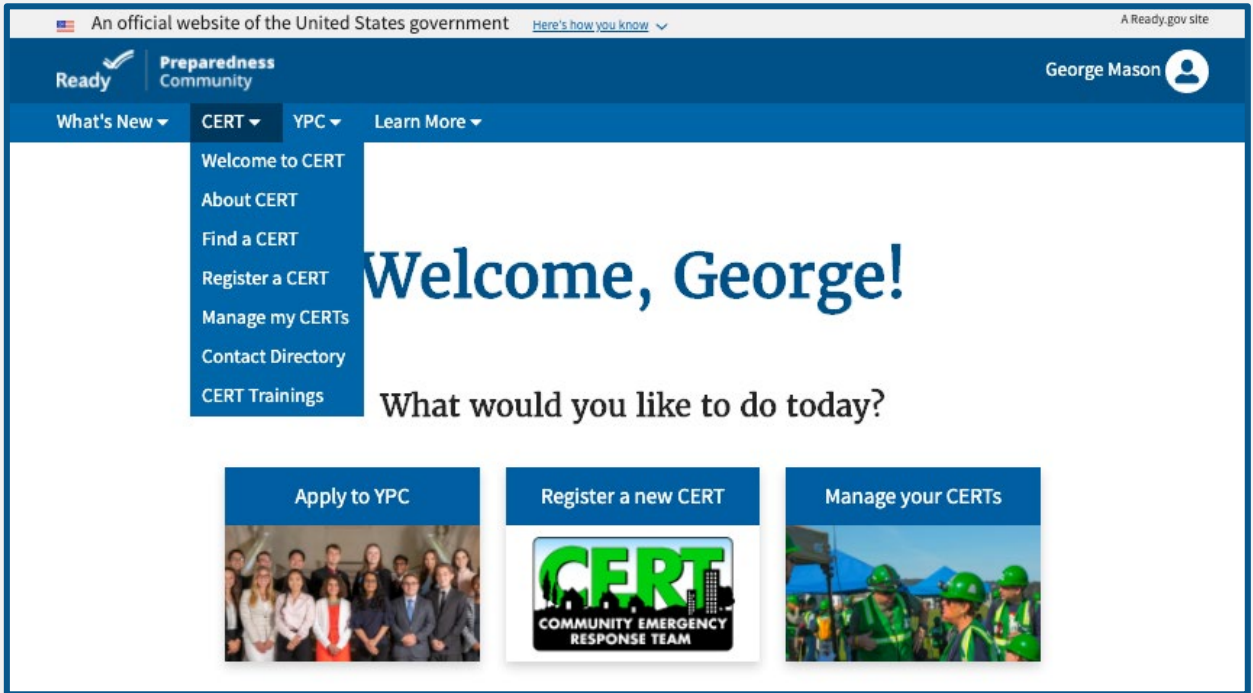 An official website of the United States government Here's how you know
A Ready.gov site
Ready
Preparedness
Community
George Mason
What's New CERT YPC Learn More
Welcome to CERT
About CERT
Find a CERT
Register a CERT
Manage my CERTs
Contact Directory
CERT Trainings
Welcome, George!
What would you like to do today?
Apply to YPC
Register a new CERT
Manage your CERTs
CERT
COMMUNITY EMERGENCY
RESPONSE TEAM